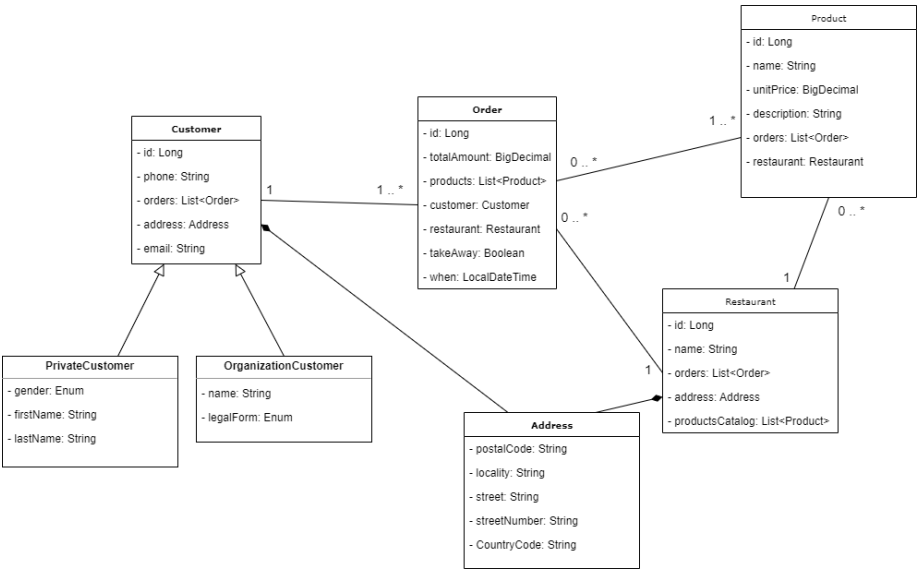 Product
- id: Long
- name: String
- unitPrice: BigDecimal
- description: String
- orders: List<Order>
- restaurant: Restaurant
Order
- id: Long
- totalAmount: BigDecimal
- products: List<Product>
- customer: Customer
- restaurant: Restaurant
- takeAway: Boolean
- when: LocalDateTime
Customer
- id: Long
- phone: String
- orders: List<Order>
- address: Address
- email: String
1
1 .. *
0 .. *
1 .. *
0 .. *
1
0 .. *
1
Restaurant
- id: Long
- name: String
- orders: List<Order>
- address: Address
- productsCatalog: List<Product>
PrivateCustomer
- gender: Enum
- firstName: String
- lastName: String
OrganizationCustomer
- name: String
- legalForm: Enum
Address
- postalCode: String
- locality: String
- street: String
- streetNumber: String
- CountryCode: String